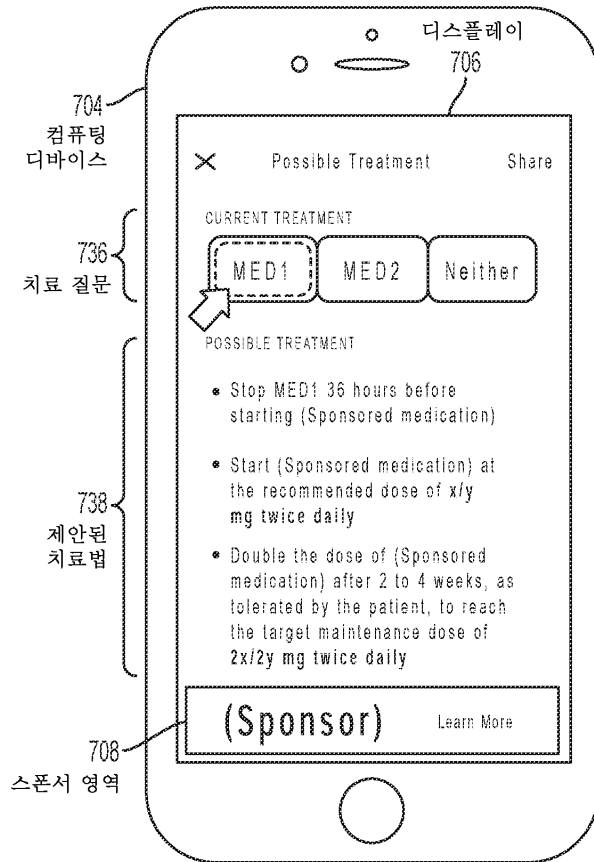 디스플레이
706
704
컴퓨팅
디바이스
Possible Treatment
Share
CURRENT TREATMENT
736
치료 질문
MED1
MED2
Neither
POSSIBLE TREATMENT
• Stop MED1 36 hours before
starting (Sponsored medication)
• Start (Sponsored medication) at
the recommended dose of x/y
mg twice daily
738
제안된
치료법
• Double the dose of (Sponsored
medication) after 2 to 4 weeks, as
tolerated by the patient, to reach
the target maintenance dose of
2x/2y mg twice daily
(Sponsor)
Learn More
708
스폰서 영역